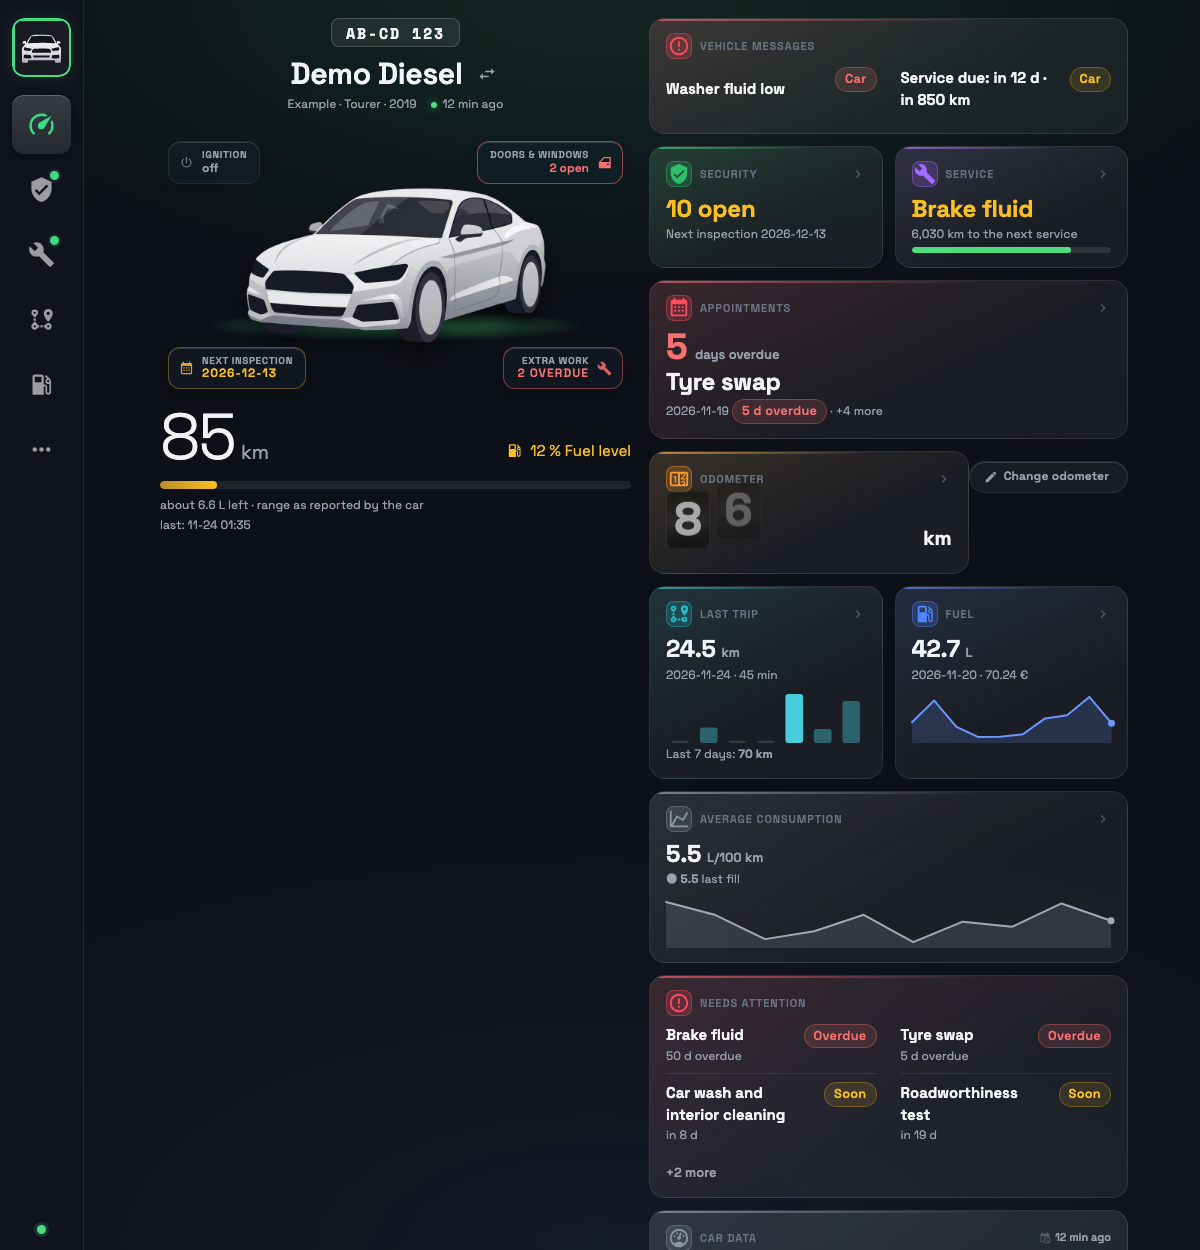 AB-CD 123
Demo Diesel
Example · Tourer · 2019 12 min ago
IGNITION
off
DOORS & WINDOWS
2 open
NEXT INSPECTION
2026-12-13
EXTRA WORK
2 OVERDUE
85 km
12 % Fuel level
about 6.6 L left · range as reported by the car
last: 11-24 01:35
VEHICLE MESSAGES
Washer fluid low
Car
Service due: in 12 d ·
in 850 km
Car
SECURITY
10 open
Next inspection 2026-12-13
SERVICE
Brake fluid
6,030 km to the next service
APPOINTMENTS
5 days overdue
Tyre swap
2026-11-19 5 d overdue · +4 more
ODOMETER
8 6
km
Change odometer
LAST TRIP
24.5 km
2026-11-24 · 45 min
Last 7 days: 70 km
FUEL
42.7 L
2026-11-20 · 70.24 €
AVERAGE CONSUMPTION
5.5 L/100 km
5.5 last fill
NEEDS ATTENTION
Brake fluid
Overdue
50 d overdue
Tyre swap
Overdue
5 d overdue
Car wash and
interior cleaning
Soon
in 8 d
Roadworthiness
test
Soon
in 19 d
+2 more
CAR DATA
12 min ago